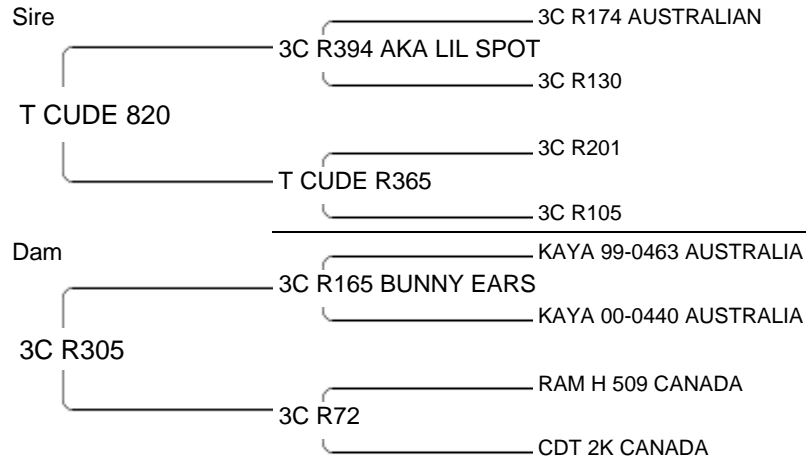 Sire
3C R174 AUSTRALIAN
3C R394 AKA LIL SPOT
3C R130
T CUDE 820
3C R201
T CUDE R365
3C R105
Dam
KAYA 99-0463 AUSTRALIA
3C R165 BUNNY EARS
KAYA 00-0440 AUSTRALIA
3C R305
RAM H 509 CANADA
3C R72
CDT 2K CANADA